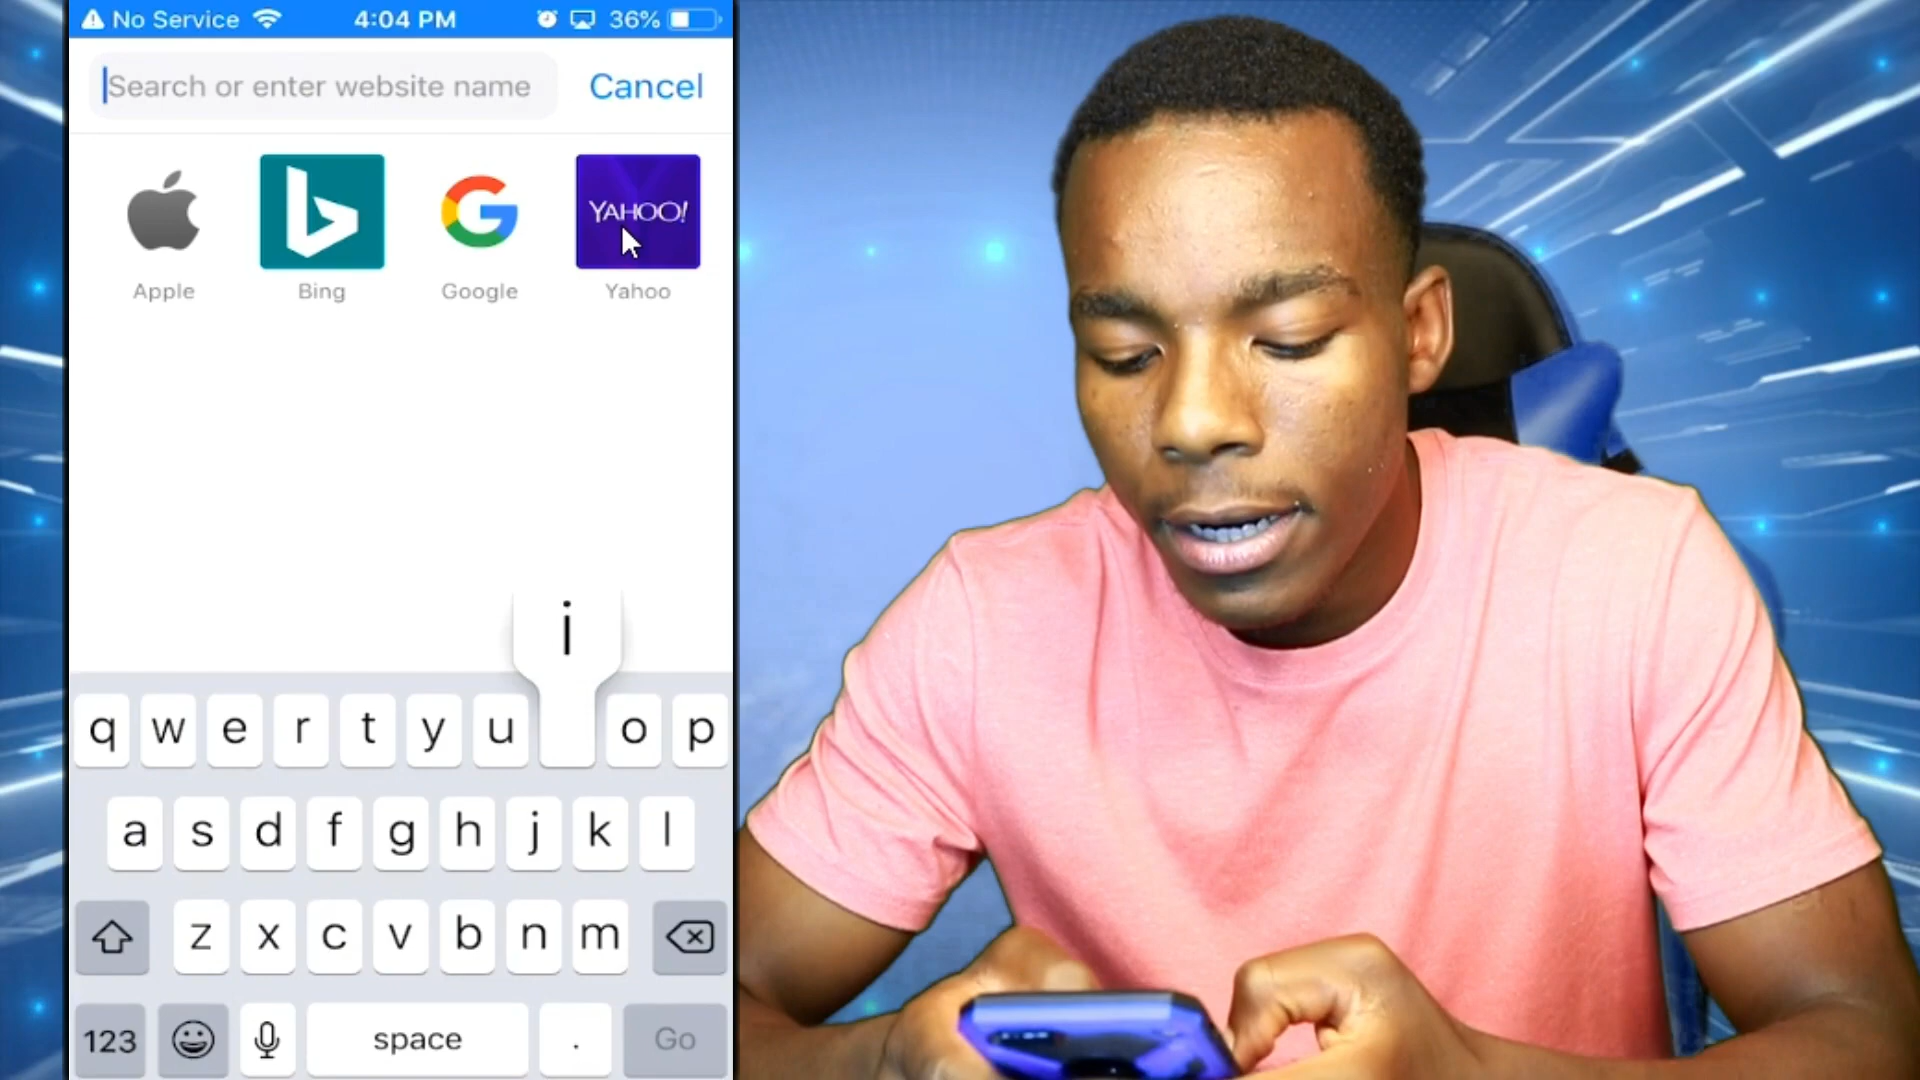 No Service 4:04 PM 36%
Search or enter website name Cancel
YAHOO!
Apple Bing Google Yahoo
i
q w e r t y u o p
a s d f g h j k l
z x c v b n m
123 space . Go